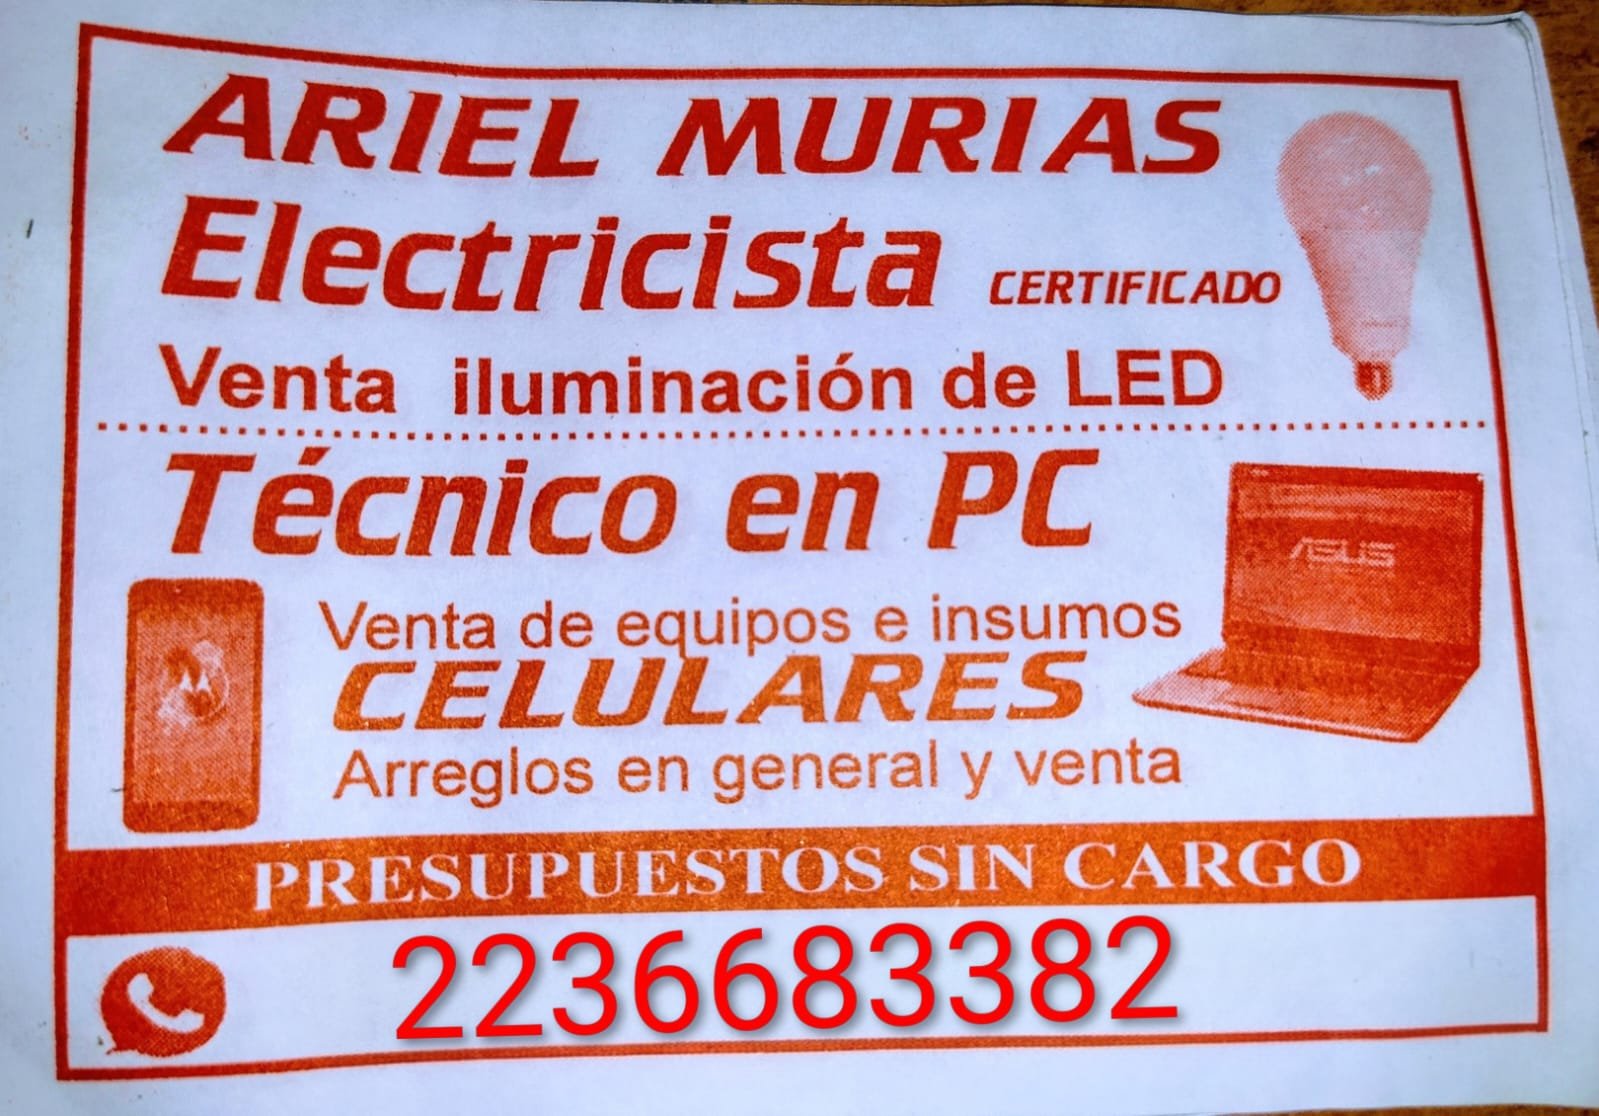 ARIEL MURIAS
Electricista CERTIFICADO
Venta iluminación de LED
Técnico en PC
ASUS
Venta de equipos e insumos
CELULARES
Arreglos en general y venta
PRESUPUESTOS SIN CARGO
2236683382